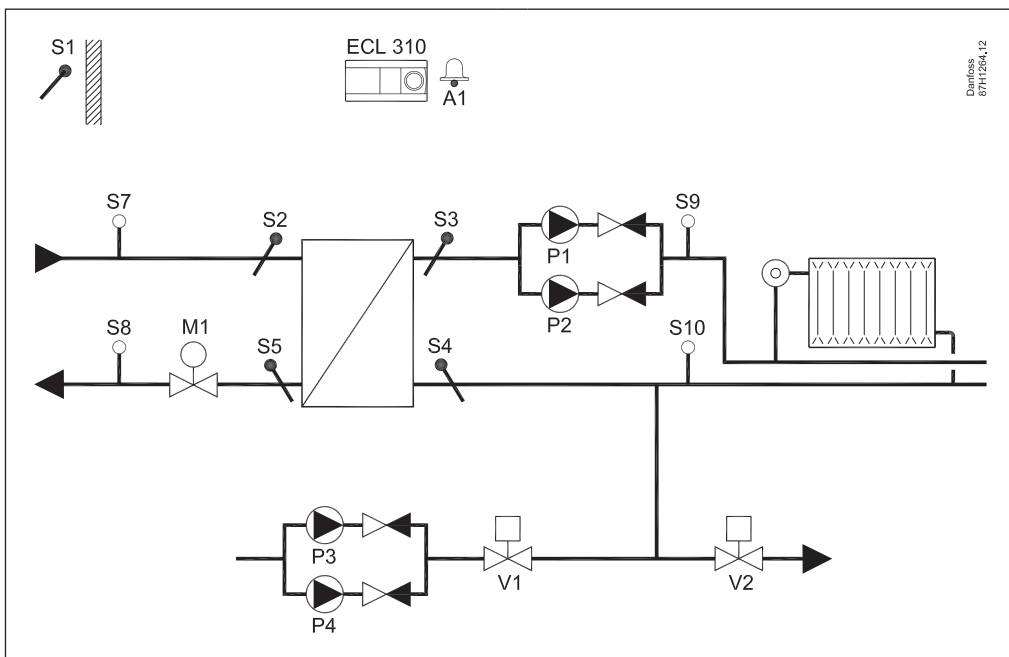 S1
ECL 310
A1
Danfoss
87H1264.12
S7
S2
S3
P1
S9
P2
S8
M1
S5
S4
S10
P3
V1
V2
P4